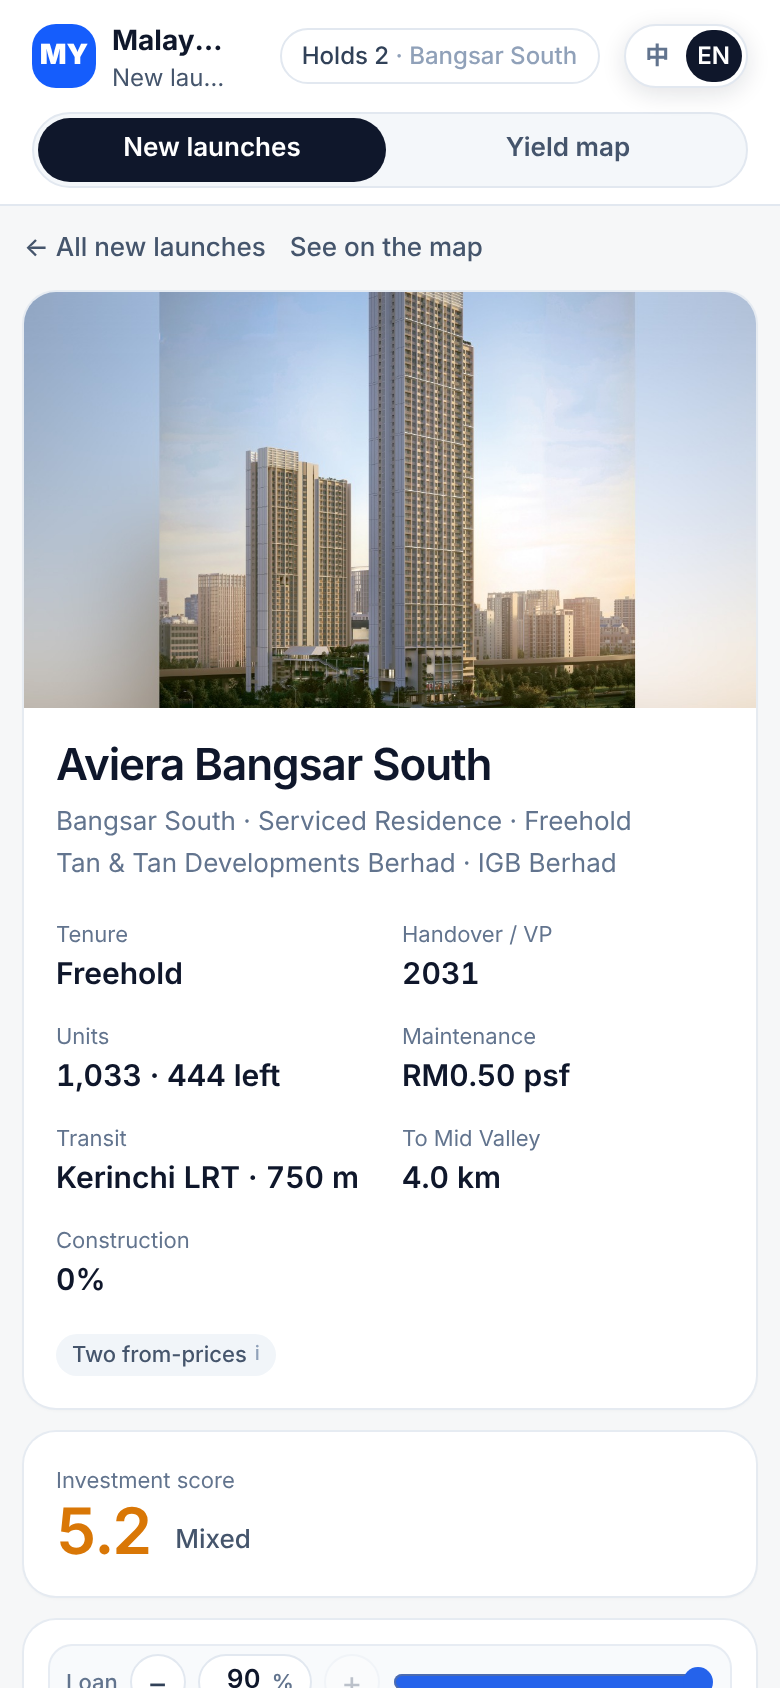 MY
Malay...
New lau...
Holds 2 · Bangsar South
中
EN
New launches
Yield map
← All new launches
See on the map
Aviera Bangsar South
Bangsar South · Serviced Residence · Freehold
Tan & Tan Developments Berhad · IGB Berhad
Tenure
Handover / VP
Freehold
2031
Units
Maintenance
1,033 · 444 left
RM0.50 psf
Transit
To Mid Valley
Kerinchi LRT · 750 m
4.0 km
Construction
0%
Two from-prices i
Investment score
5.2 Mixed
Loan − 90 % +